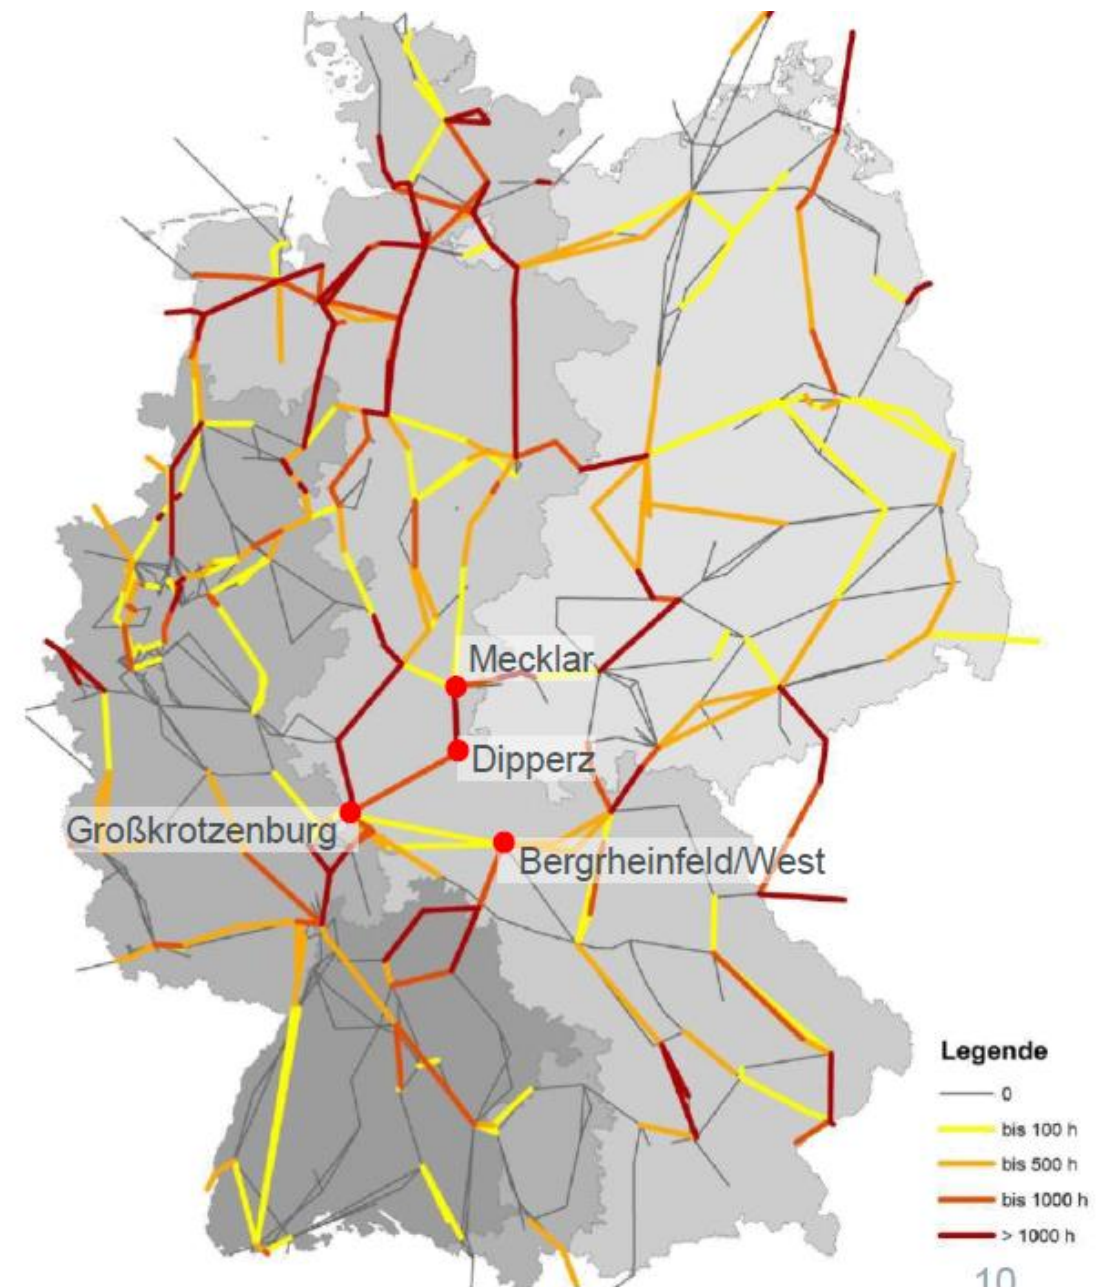 Mecklar
Dipperz
Großkrotzenburg
Bergrheinfeld/West
Legende
0
bis 100 h
bis 500 h
bis 1000 h
> 1000 h
10